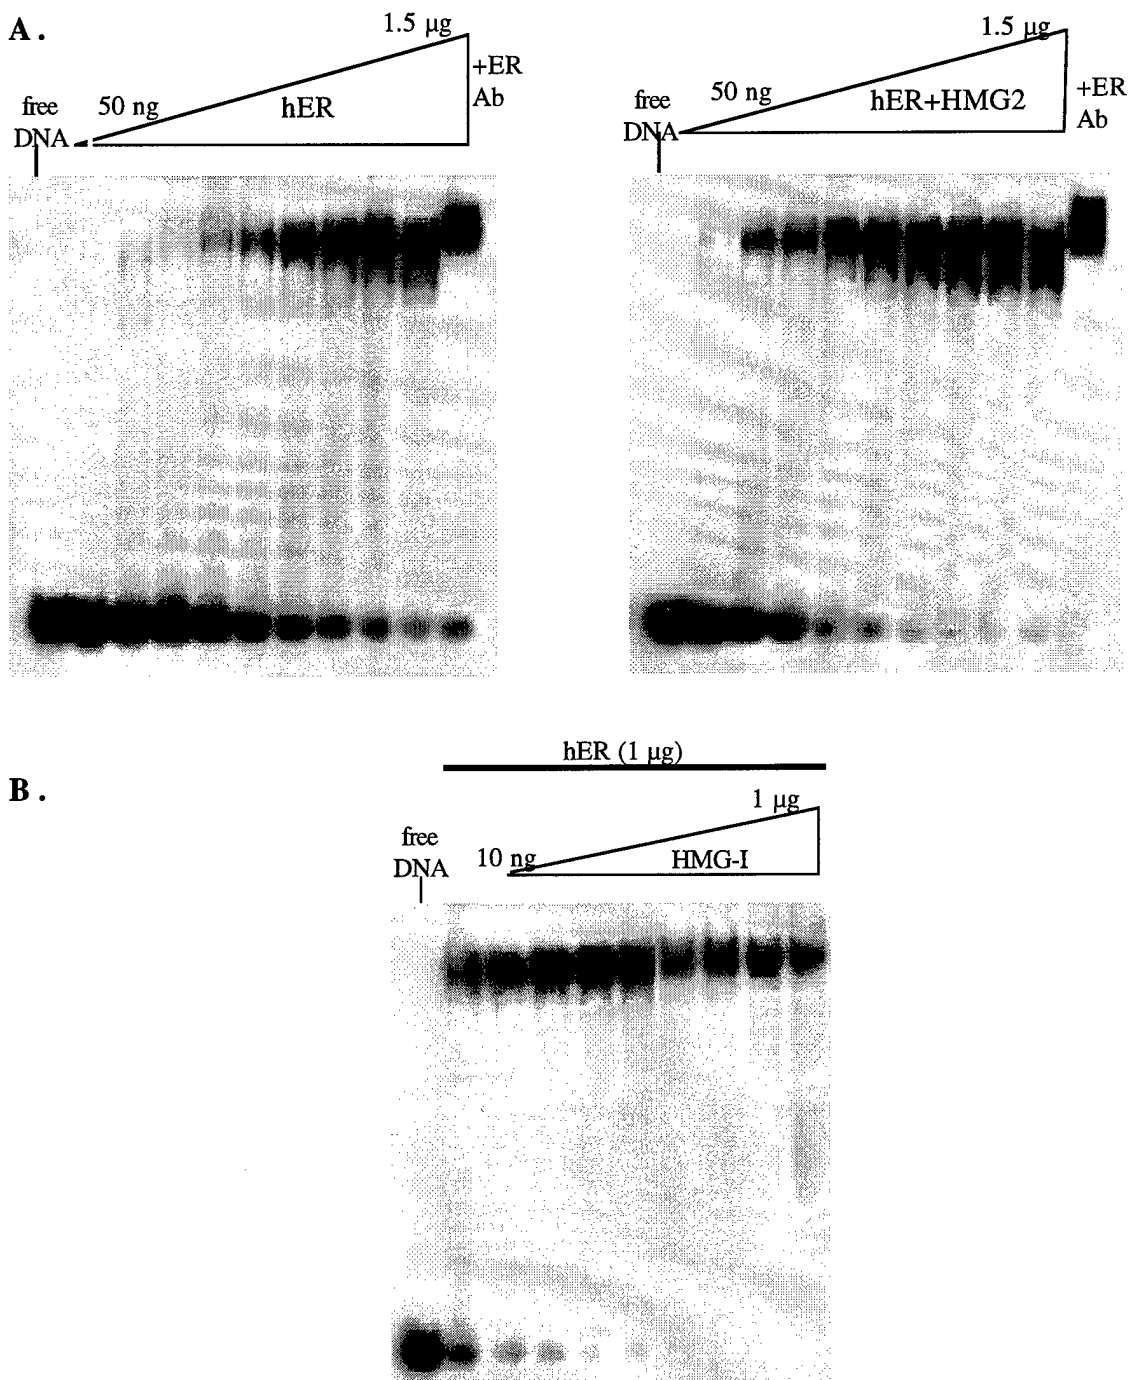 A.
1.5 µg
+ER
Ab
free
DNA
50 ng
hER
1.5 µg
+ER
Ab
free
DNA
50 ng
hER+HMG2
B.
hER (1 µg)
1 µg
free
DNA
10 ng
HMG-I